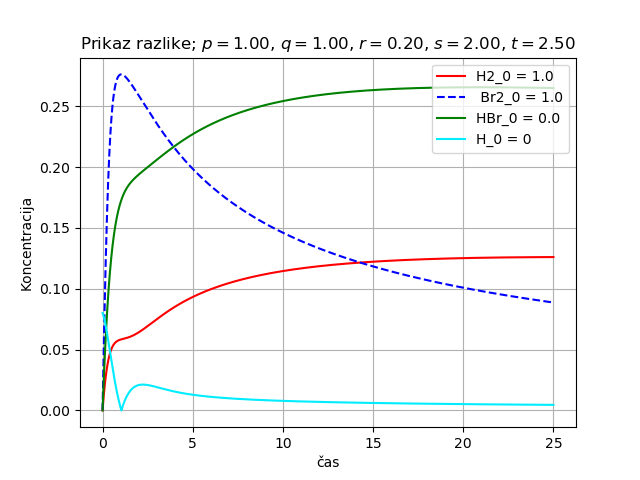 Prikaz razlike; p = 1.00, q = 1.00, r = 0.20, s = 2.00, t = 2.50
H2_0 = 1.0
Br2_0 = 1.0
HBr_0 = 0.0
H_0 = 0
Koncentracija
0.25
0.20
0.15
0.10
0.05
0.00
0 5 10 15 20 25
čas